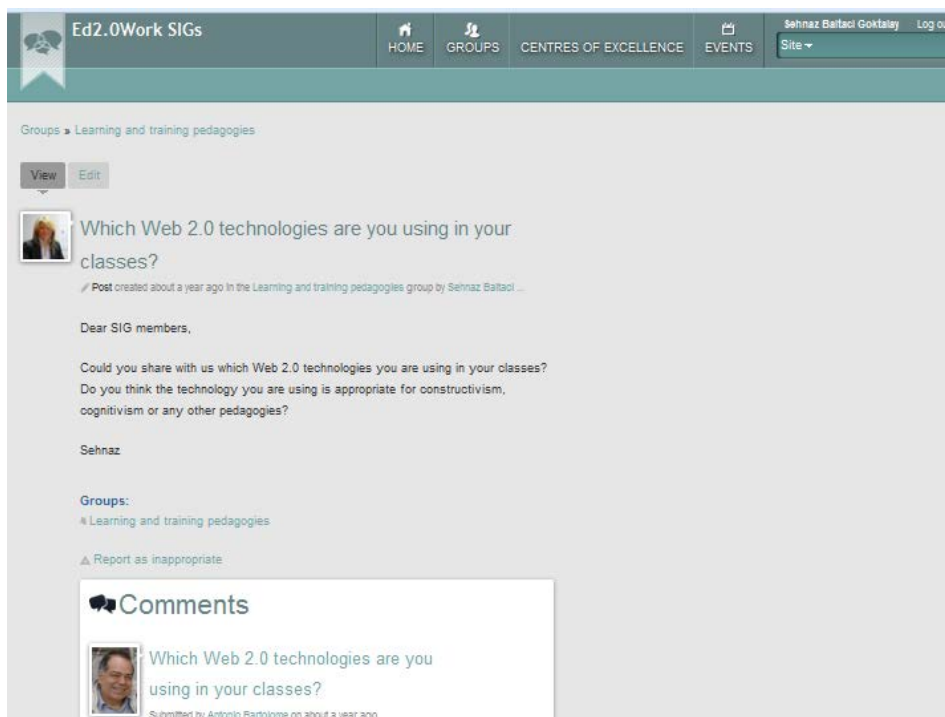 Ed2.0Work SIGs
HOME
GROUPS
CENTRES OF EXCELLENCE
EVENTS
Sehnaz Baltaci Goktalay Log ou
Site
Groups » Learning and training pedagogies
View Edit
Which Web 2.0 technologies are you using in your
classes?
Post created about a year ago in the Learning and training pedagogies group by Sehnaz Baltaci ...
Dear SIG members,
Could you share with us which Web 2.0 technologies you are using in your classes?
Do you think the technology you are using is appropriate for constructivism,
cognitivism or any other pedagogies?
Sehnaz
Groups:
Learning and training pedagogies
Report as inappropriate
Comments
Which Web 2.0 technologies are you
using in your classes?
Submitted by Antonio Bartolome on about a year ago